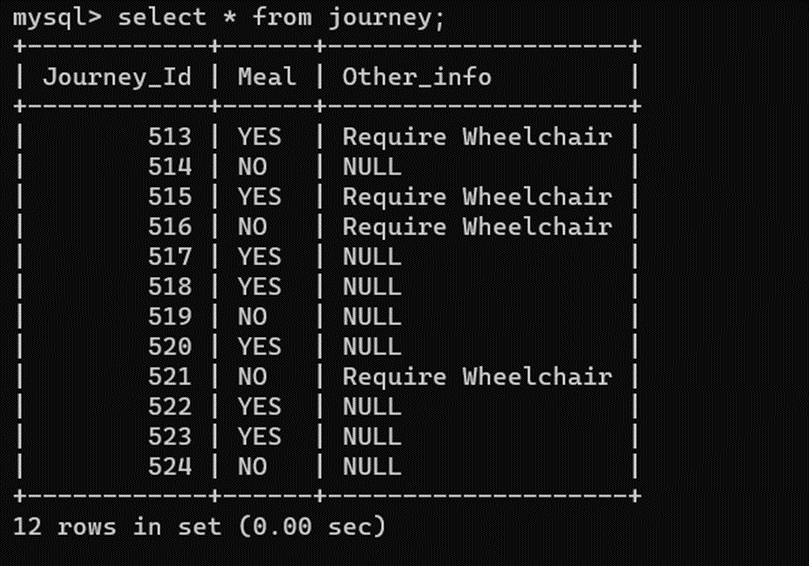 mysql> select * from journey;
+------------+------+--------------------+
| Journey_Id | Meal | Other_info         |
+------------+------+--------------------+
|        513 | YES  | Require Wheelchair |
|        514 | NO   | NULL               |
|        515 | YES  | Require Wheelchair |
|        516 | NO   | Require Wheelchair |
|        517 | YES  | NULL               |
|        518 | YES  | NULL               |
|        519 | NO   | NULL               |
|        520 | YES  | NULL               |
|        521 | NO   | Require Wheelchair |
|        522 | YES  | NULL               |
|        523 | YES  | NULL               |
|        524 | NO   | NULL               |
+------------+------+--------------------+
12 rows in set (0.00 sec)